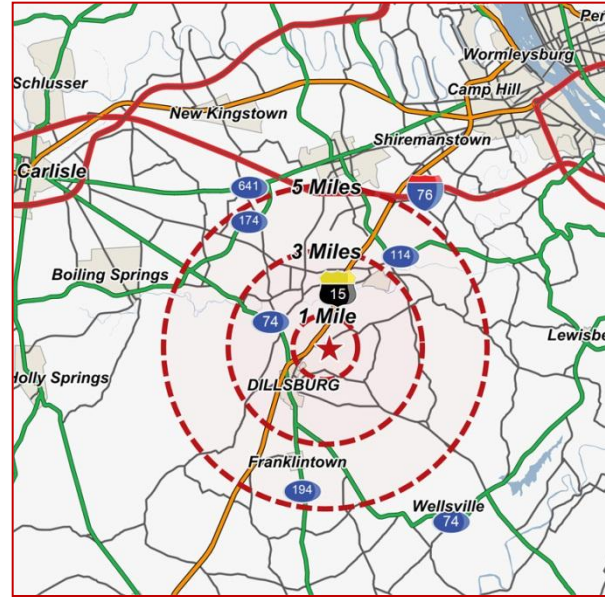 Per
Wormleysburg
Schlusser
Camp Hill
New Kingstown
Shiremanstown
Carlisle
641
5 Miles
76
174
3 Miles
114
Boiling Springs
15
1 Mile
74
Lewisbe
Holly Springs
DILLSBURG
Franklintown
194
Wellsville
74